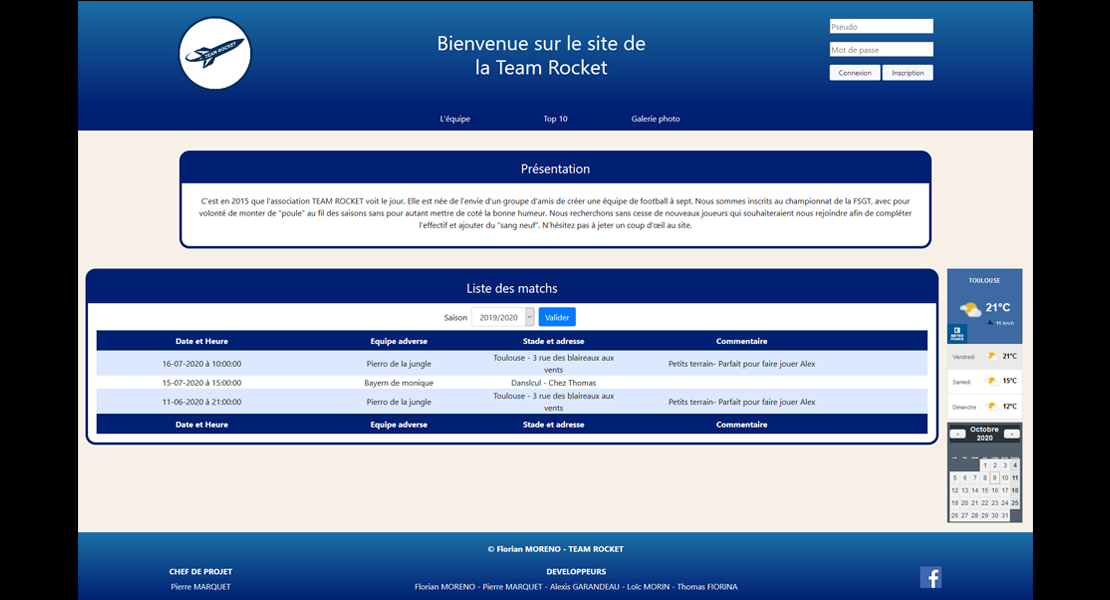 TEAM ROCKET
Bienvenue sur le site de
la Team Rocket
Pseudo
Mot de passe
Connexion Inscription
L'équipe Top 10 Galerie photo
Présentation
C'est en 2015 que l'association TEAM ROCKET voit le jour. Elle est née de l'envie d'un groupe d'amis de créer une équipe de football à sept. Nous sommes inscrits au championnat de la FSGT, avec pour
volonté de monter de "poule" au fil des saisons sans pour autant mettre de coté la bonne humeur. Nous recherchons sans cesse de nouveaux joueurs qui souhaiteraient nous rejoindre afin de compléter
l'effectif et ajouter du "sang neuf". N'hésitez pas à jeter un coup d'œil au site.
Liste des matchs
Saison 2019/2020 Valider
Date et Heure Equipe adverse Stade et adresse Commentaire
16-07-2020 à 10:00:00 Pierro de la jungle Toulouse - 3 rue des blaireaux aux Petits terrain- Parfait pour faire jouer Alex
vents
15-07-2020 à 15:00:00 Bayern de monique Danslcul - Chez Thomas
11-06-2020 à 21:00:00 Pierro de la jungle Toulouse - 3 rue des blaireaux aux Petits terrain- Parfait pour faire jouer Alex
vents
Date et Heure Equipe adverse Stade et adresse Commentaire
TOULOUSE
21°C
11 km/h
METEO
FRANCE
Vendredi 21°C
Samedi 15°C
Dimanche 12°C
Octobre
2020
1 2 3 4
5 6 7 8 9 10 11
12 13 14 15 16 17 18
19 20 21 22 23 24 25
26 27 28 29 30 31
© Florian MORENO - TEAM ROCKET
CHEF DE PROJET DEVELOPPEURS
Pierre MARQUET Florian MORENO - Pierre MARQUET - Alexis GARANDEAU - Loïc MORIN - Thomas FIORINA